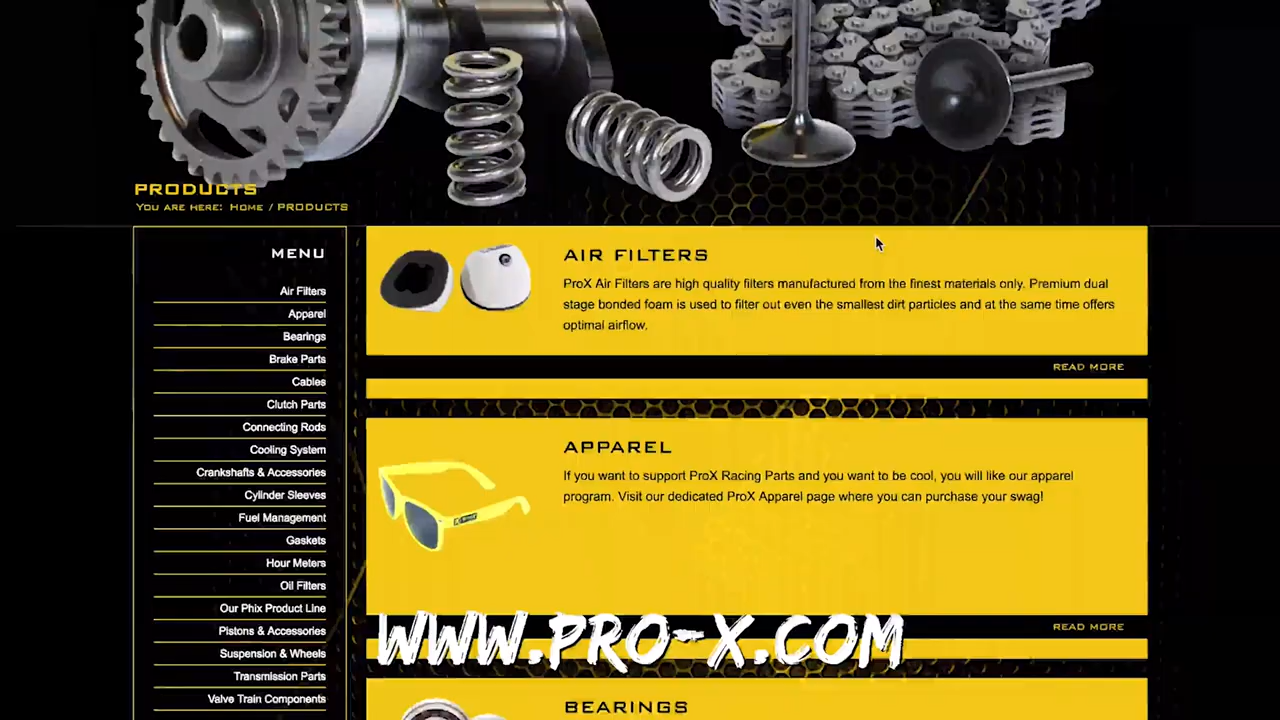 PRODUCTS
YOU ARE HERE: HOME / PRODUCTS
MENU
Air Filters
Apparel
Bearings
Brake Parts
Cables
Clutch Parts
Connecting Rods
Cooling System
Crankshafts & Accessories
Cylinder Sleeves
Fuel Management
Gaskets
Hour Meters
Oil Filters
Our Phix Product Line
Pistons & Accessories
Suspension & Wheels
Transmission Parts
Valve Train Components
AIR FILTERS
ProX Air Filters are high quality filters manufactured from the finest materials only. Premium dual
stage bonded foam is used to filter out even the smallest dirt particles and at the same time offers
optimal airflow.
READ MORE
APPAREL
If you want to support ProX Racing Parts and you want to be cool, you will like our apparel
program. Visit our dedicated ProX Apparel page where you can purchase your swag!
READ MORE
WWW.PRO-X.COM
BEARINGS